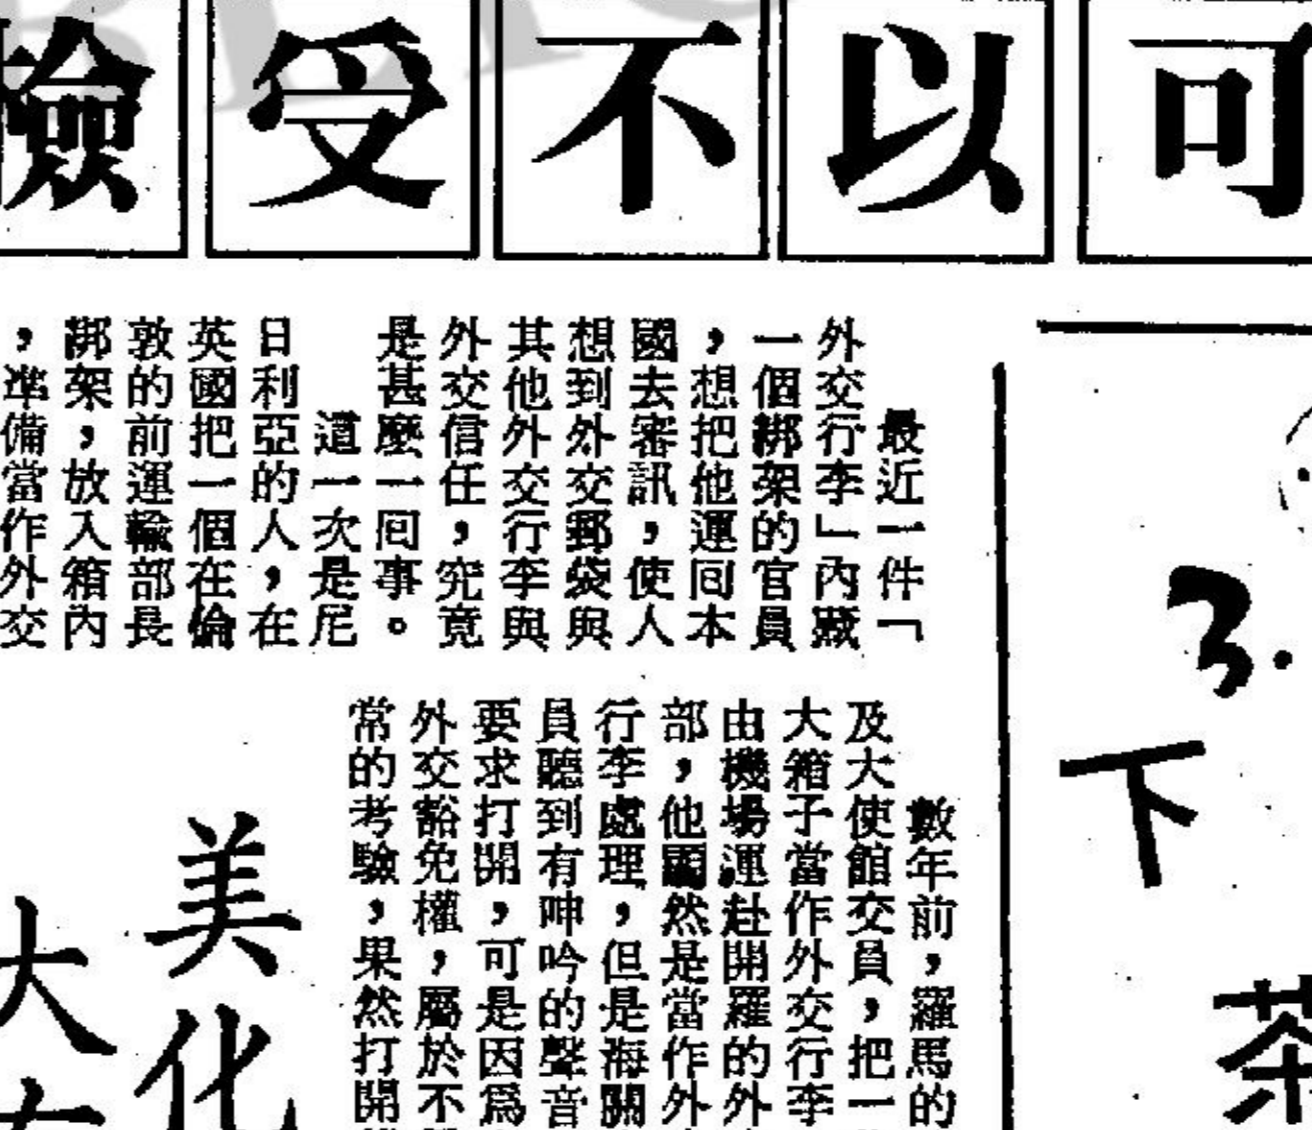 可以不受檢
最近一件「
外交行李」內藏
一個綁架的官員
，想把他運回本
國去審訊，使人
想到外交郵袋與
其他外交行李與
外交信任，究竟
是甚麼一回事。
這一次是尼
日利亞的人，在
英國把一個在倫
敦的前運輸部長
綁架，放入箱內
，準備當作外交
數年前，羅馬的
及大使館交員，把一
大箱子當作外交行李
由機場運赴開羅的外
部，他固然是當作外
行李處理，但是海關
員聽到有呻吟的聲音
要求打開，可是因為
外交豁免權，屬於不
常的考驗，果然打開
3.
下
茶
美化
大